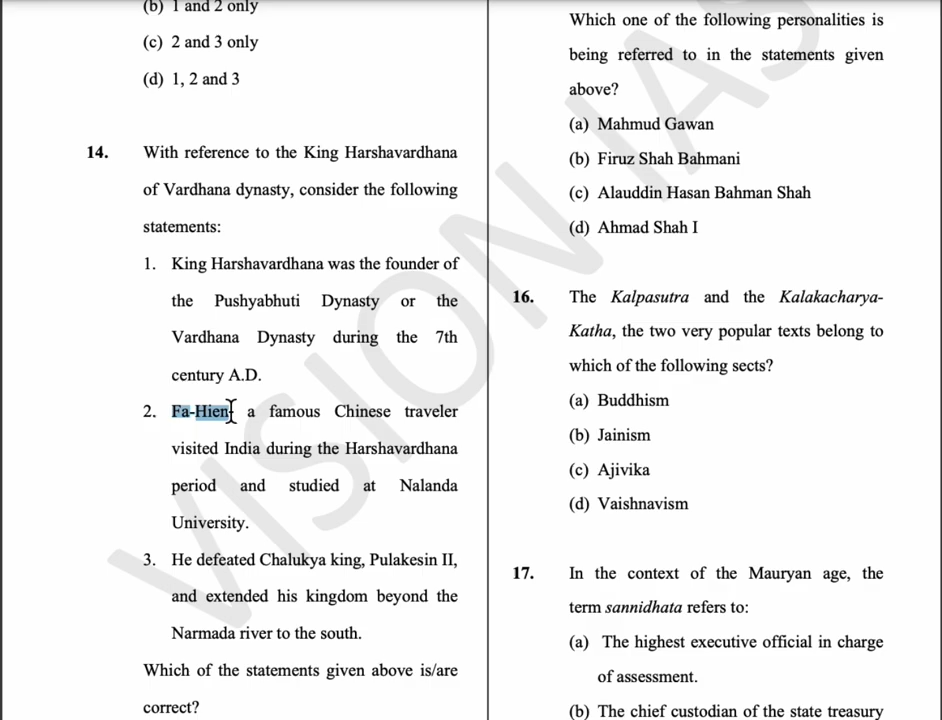 (b) 1 and 2 only
(c) 2 and 3 only
(d) 1, 2 and 3
14. With reference to the King Harshavardhana
of Vardhana dynasty, consider the following
statements:
1. King Harshavardhana was the founder of
the Pushyabhuti Dynasty or the
Vardhana Dynasty during the 7th
century A.D.
2. Fa-Hien, a famous Chinese traveler
visited India during the Harshavardhana
period and studied at Nalanda
University.
3. He defeated Chalukya king, Pulakesin II,
and extended his kingdom beyond the
Narmada river to the south.
Which of the statements given above is/are
correct?
Which one of the following personalities is
being referred to in the statements given
above?
(a) Mahmud Gawan
(b) Firuz Shah Bahmani
(c) Alauddin Hasan Bahman Shah
(d) Ahmad Shah I
16. The Kalpasutra and the Kalakacharya-
Katha, the two very popular texts belong to
which of the following sects?
(a) Buddhism
(b) Jainism
(c) Ajivika
(d) Vaishnavism
17. In the context of the Mauryan age, the
term sannidhata refers to:
(a) The highest executive official in charge
of assessment.
(b) The chief custodian of the state treasury
VISION IAS